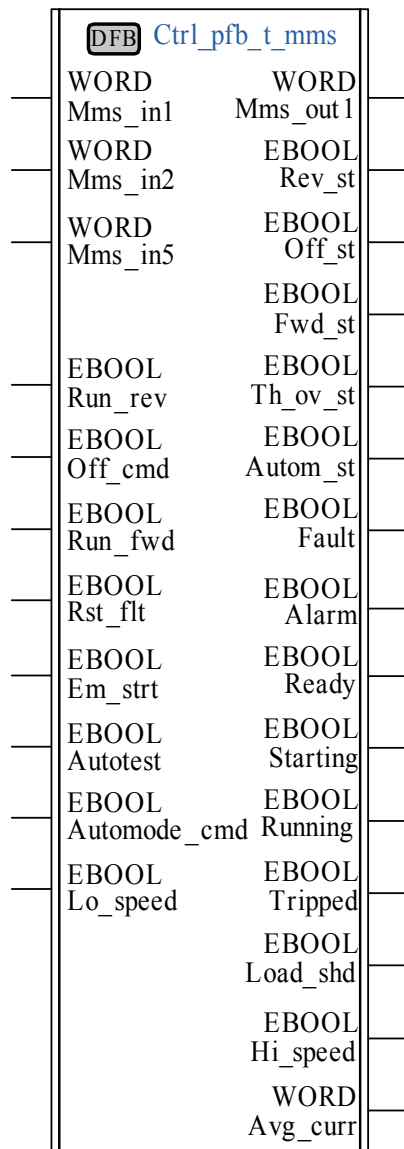 DFB Ctrl_pfb_t_mms
WORD WORD
Mms_in1 Mms_out1
WORD EBOOL
Mms_in2 Rev_st
WORD EBOOL
Mms_in5 Off_st
EBOOL
Fwd_st
EBOOL EBOOL
Run_rev Th_ov_st
EBOOL EBOOL
Off_cmd Autom_st
EBOOL EBOOL
Run_fwd Fault
EBOOL EBOOL
Rst_flt Alarm
EBOOL EBOOL
Em_strt Ready
EBOOL EBOOL
Autotest Starting
EBOOL EBOOL
Automode_cmd Running
EBOOL EBOOL
Lo_speed Tripped
EBOOL
Load_shd
EBOOL
Hi_speed
WORD
Avg_curr